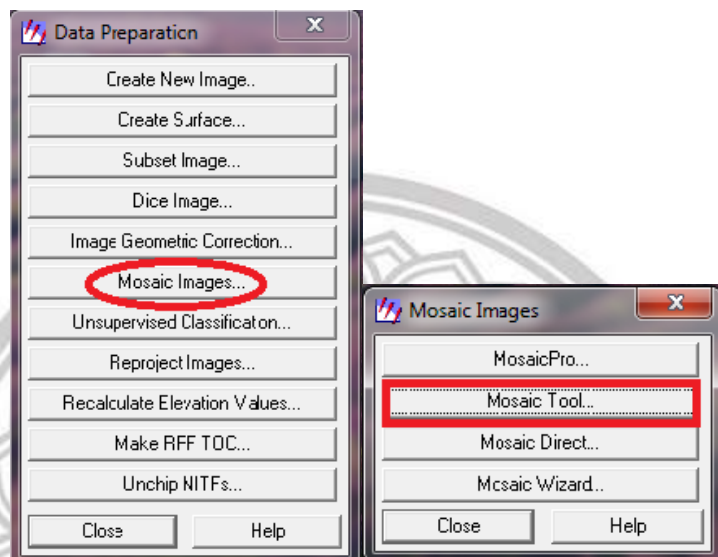 Data Preparation
Create New Image..
Create Surface...
Subset Image...
Dice Image...
Image Geometric Correction...
Mosaic Images...
Unsupervised Classificaton...
Reproject Images...
Recalculate Elevation Values...
Make RFF TOC...
Unchip NITFs...
Close Help
Mosaic Images
MosaicPro...
Mosaic Tool...
Mosaic Direct...
Mosaic Wizard...
Close Help